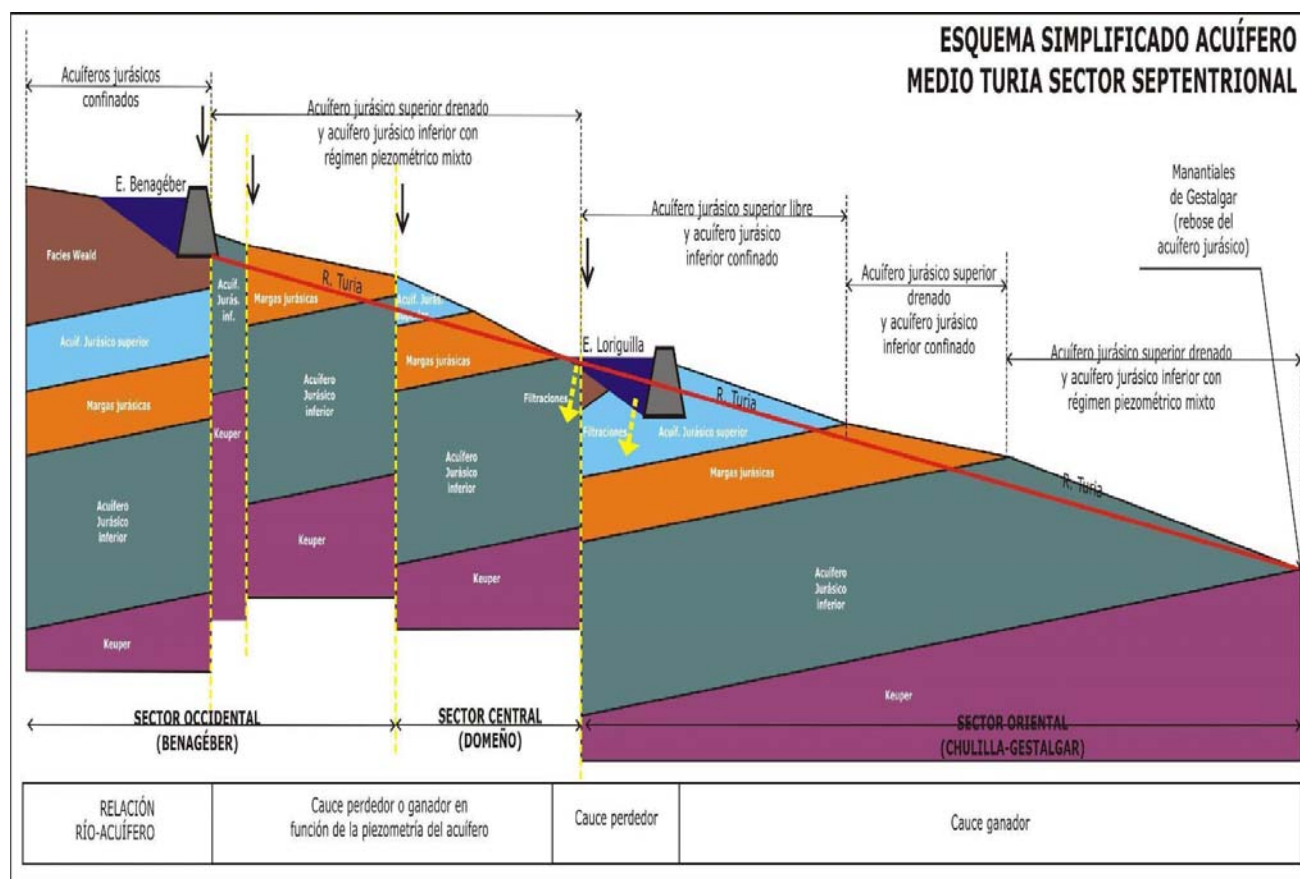 ESQUEMA SIMPLIFICADO ACUÍFERO
MEDIO TURIA SECTOR SEPTENTRIONAL
Acuíferos jurásicos
confinados
Acuífero jurásico superior drenado
y acuífero jurásico inferior con
régimen piezométrico mixto
Acuífero jurásico superior libre
y acuífero jurásico
inferior confinado
Acuífero jurásico superior
drenado
y acuífero jurásico
inferior confinado
Acuífero jurásico superior drenado
y acuífero jurásico inferior con
régimen piezométrico mixto
Manantiales
de Gestalgar
(rebose del
acuífero jurásico)
E. Benagéber
Facies Weald
Acuif. Jurásico superior
Margas jurásicas
Acuífero
Jurásico
inferior
Keuper
Acuif.
Jurás.
inf.
Keuper
Margas jurásicas
R. Turia
Acuífero
Jurásico
inferior
Keuper
Acuif. Jurás.
Margas jurásicas
Acuífero
Jurásico
inferior
Keuper
E. Loriguilla
Filtraciones
Filtraciones
Acuif. Jurásico superior
R. Turia
Margas jurásicas
R. Turia
Acuífero
Jurásico
inferior
Keuper
SECTOR OCCIDENTAL
(BENAGÉBER)
SECTOR CENTRAL
(DOMEÑO)
SECTOR ORIENTAL
(CHULILLA-GESTALGAR)
RELACIÓN
RÍO-ACUÍFERO
Cauce perdedor o ganador en
función de la piezometría del acuífero
Cauce perdedor
Cauce ganador